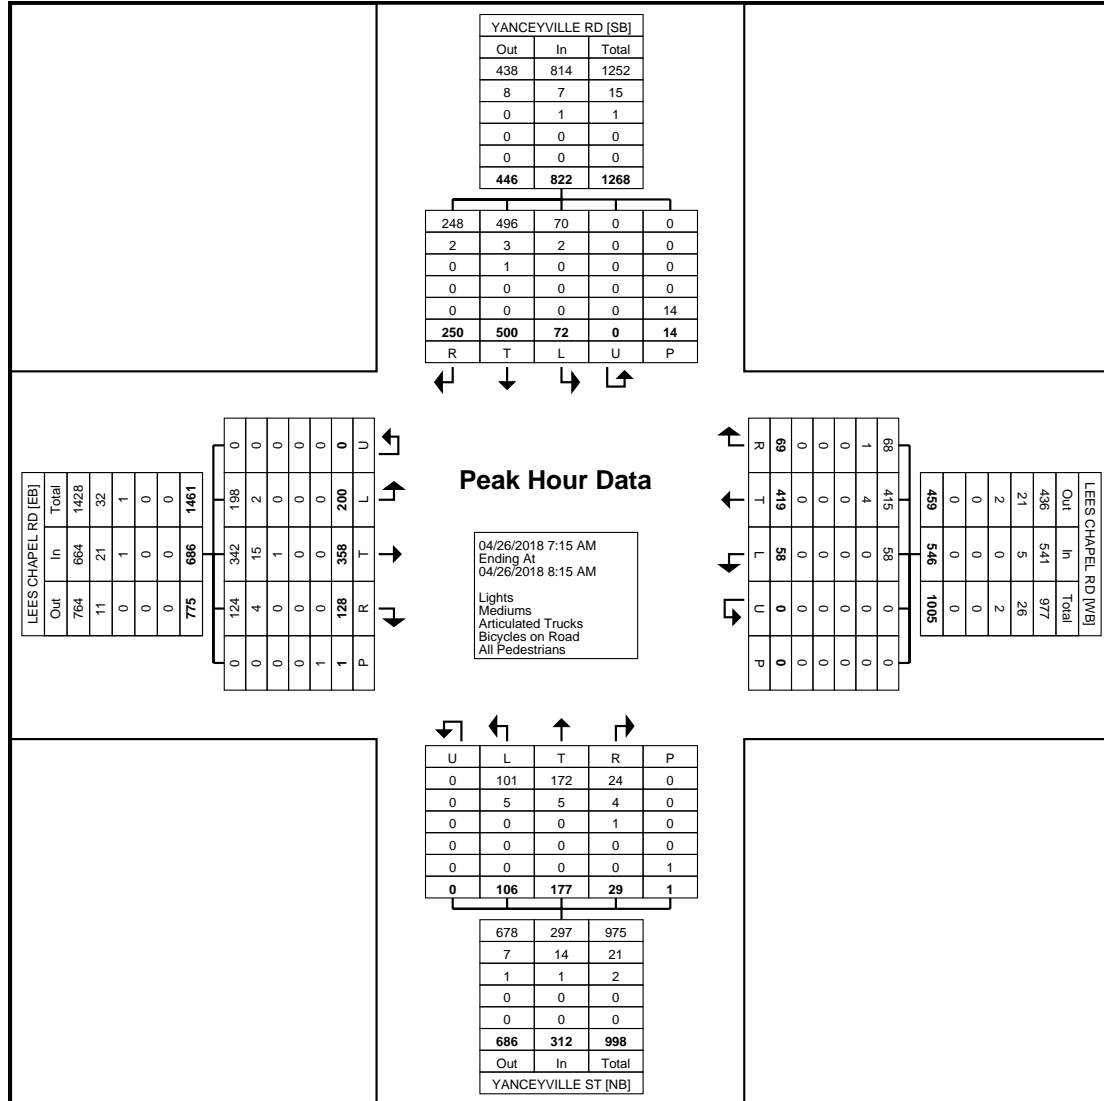 YANCEYVILLE RD [SB]
Out In Total
438 814 1252
8 7 15
0 1 1
0 0 0
0 0 0
446 822 1268
248 496 70 0 0
2 3 2 0 0
0 1 0 0 0
0 0 0 0 0
0 0 0 0 14
250 500 72 0 14
R T L U P
LEES CHAPEL RD [EB]
Total In Out
1428 664 764
32 21 11
1 1 0
0 0 0
0 0 0
1461 686 775
0 198 342 124 0
0 2 15 4 0
0 0 1 0 0
0 0 0 0 0
0 0 0 0 1
0 200 358 128 1
U L T R P
Peak Hour Data
04/26/2018 7:15 AM
Ending At
04/26/2018 8:15 AM
Lights
Mediums
Articulated Trucks
Bicycles on Road
All Pedestrians
R T L U P
69 419 58 0 0
0 0 0 0 0
0 0 0 0 0
0 0 0 0 0
1 4 0 0 0
68 415 58 0 0
459 546 1005
0 0 0
0 0 0
2 0 2
21 5 26
436 541 977
Out In Total
LEES CHAPEL RD [WB]
U L T R P
0 101 172 24 0
0 5 5 4 0
0 0 0 1 0
0 0 0 0 0
0 0 0 0 1
0 106 177 29 1
678 297 975
7 14 21
1 1 2
0 0 0
0 0 0
686 312 998
Out In Total
YANCEYVILLE ST [NB]